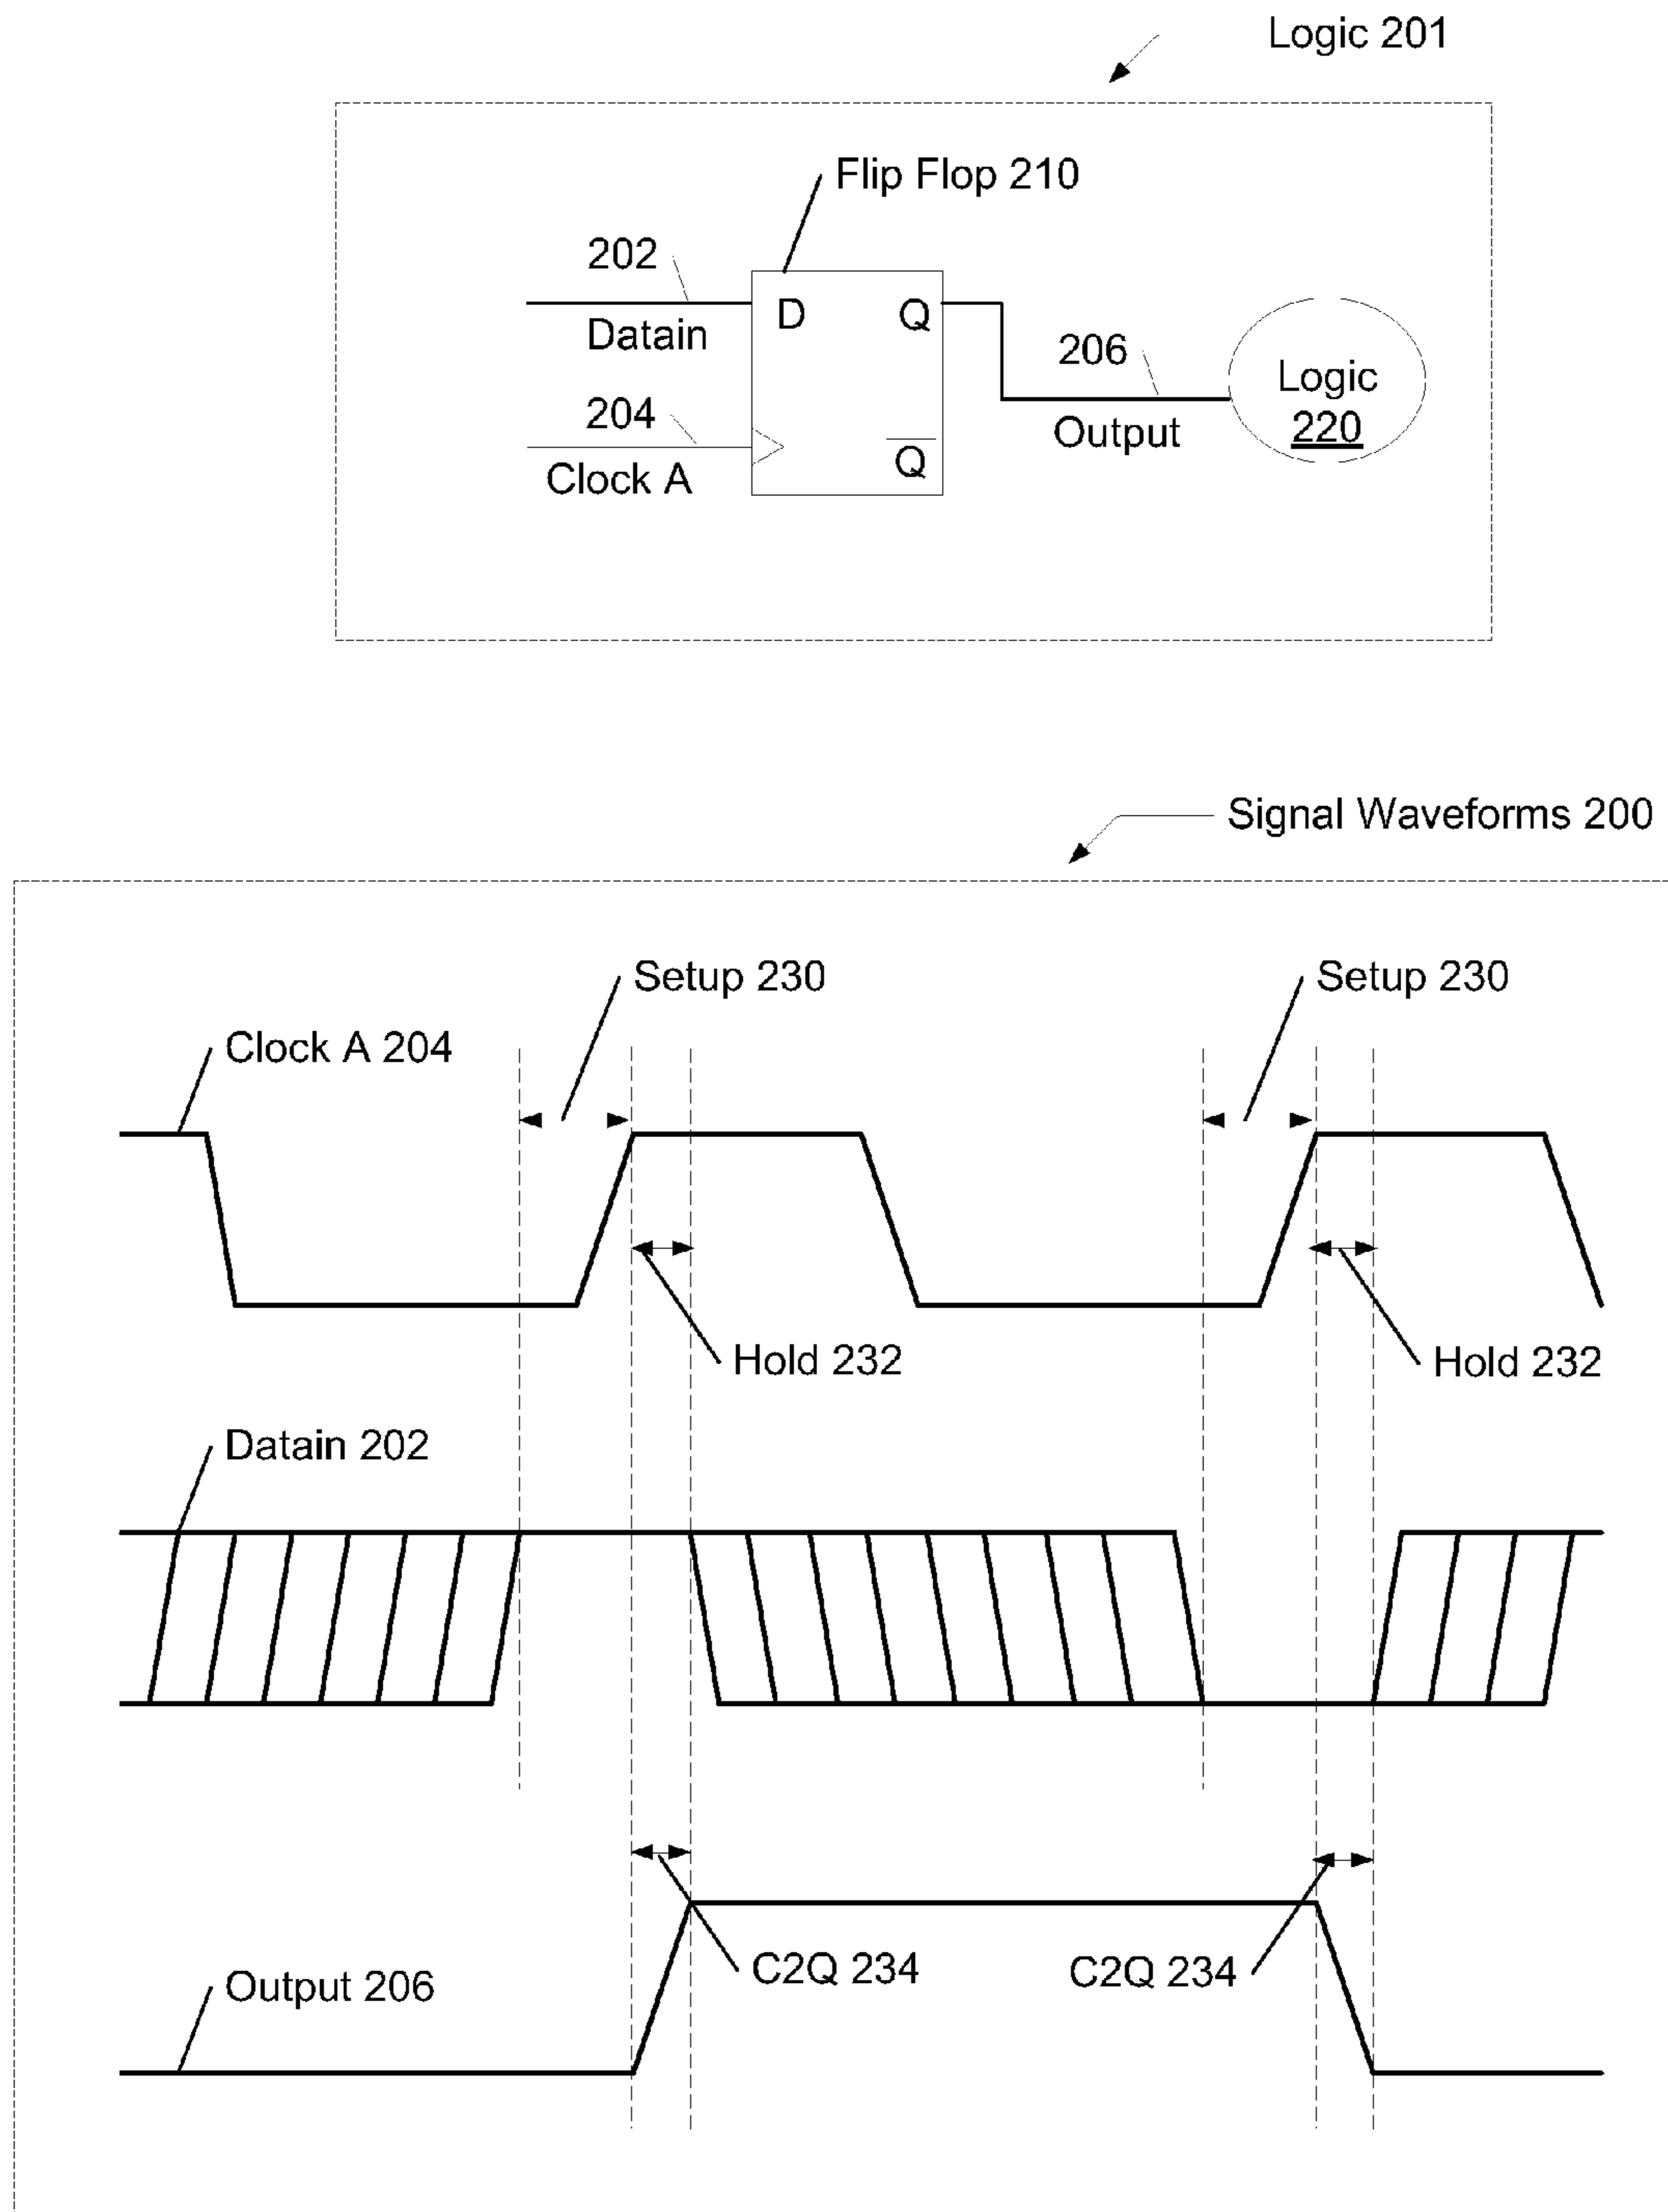 Logic 201
Flip Flop 210
202
D
Q
Datain
206
Logic
220
204
Output
Q
Clock A
Signal Waveforms 200
Setup 230
Setup 230
Clock A 204
Hold 232
Hold 232
Datain 202
C2Q 234
C2Q 234
Output 206